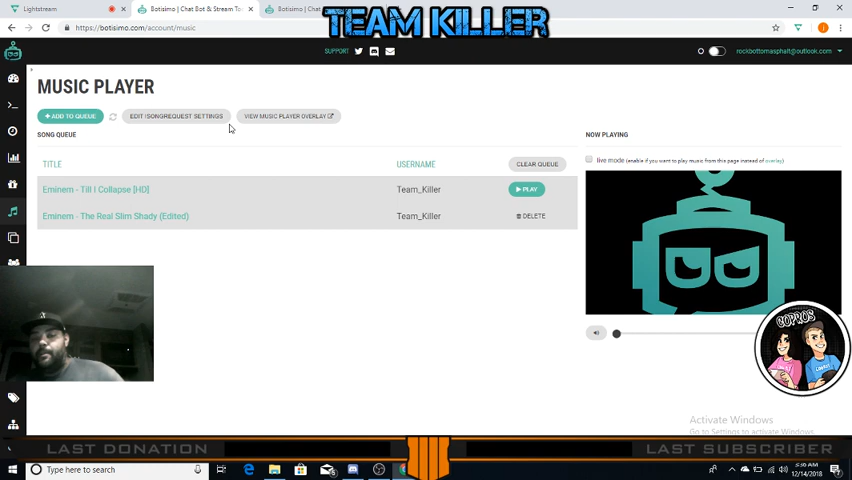 Lightstream
Botisimo | Chat Bot & Stream To
Botisimo | Chat
TEAM KILLER
https://botisimo.com/account/music
SUPPORT
rockbottomasphalt@outlook.com
MUSIC PLAYER
+ ADD TO QUEUE
EDIT !SONGREQUEST SETTINGS
VIEW MUSIC PLAYER OVERLAY
SONG QUEUE
NOW PLAYING
TITLE
USERNAME
CLEAR QUEUE
live mode (enable if you want to play music from this page instead of overlay)
Eminem - Till I Collapse [HD]
Team_Killer
PLAY
Eminem - The Real Slim Shady (Edited)
Team_Killer
DELETE
COPROS
Activate Windows
Go to Settings to activate Windows.
LAST DONATION
IIII
LAST SUBSCRIBER
Type here to search
12/14/2018